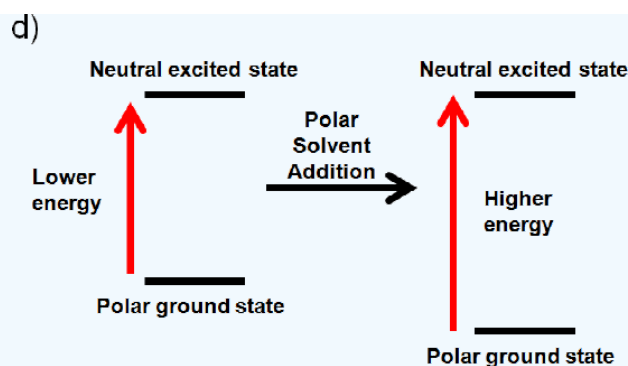 d)
Neutral excited state
Neutral excited state
Polar
Solvent
Addition
Lower
energy
Higher
energy
Polar ground state
Polar ground state